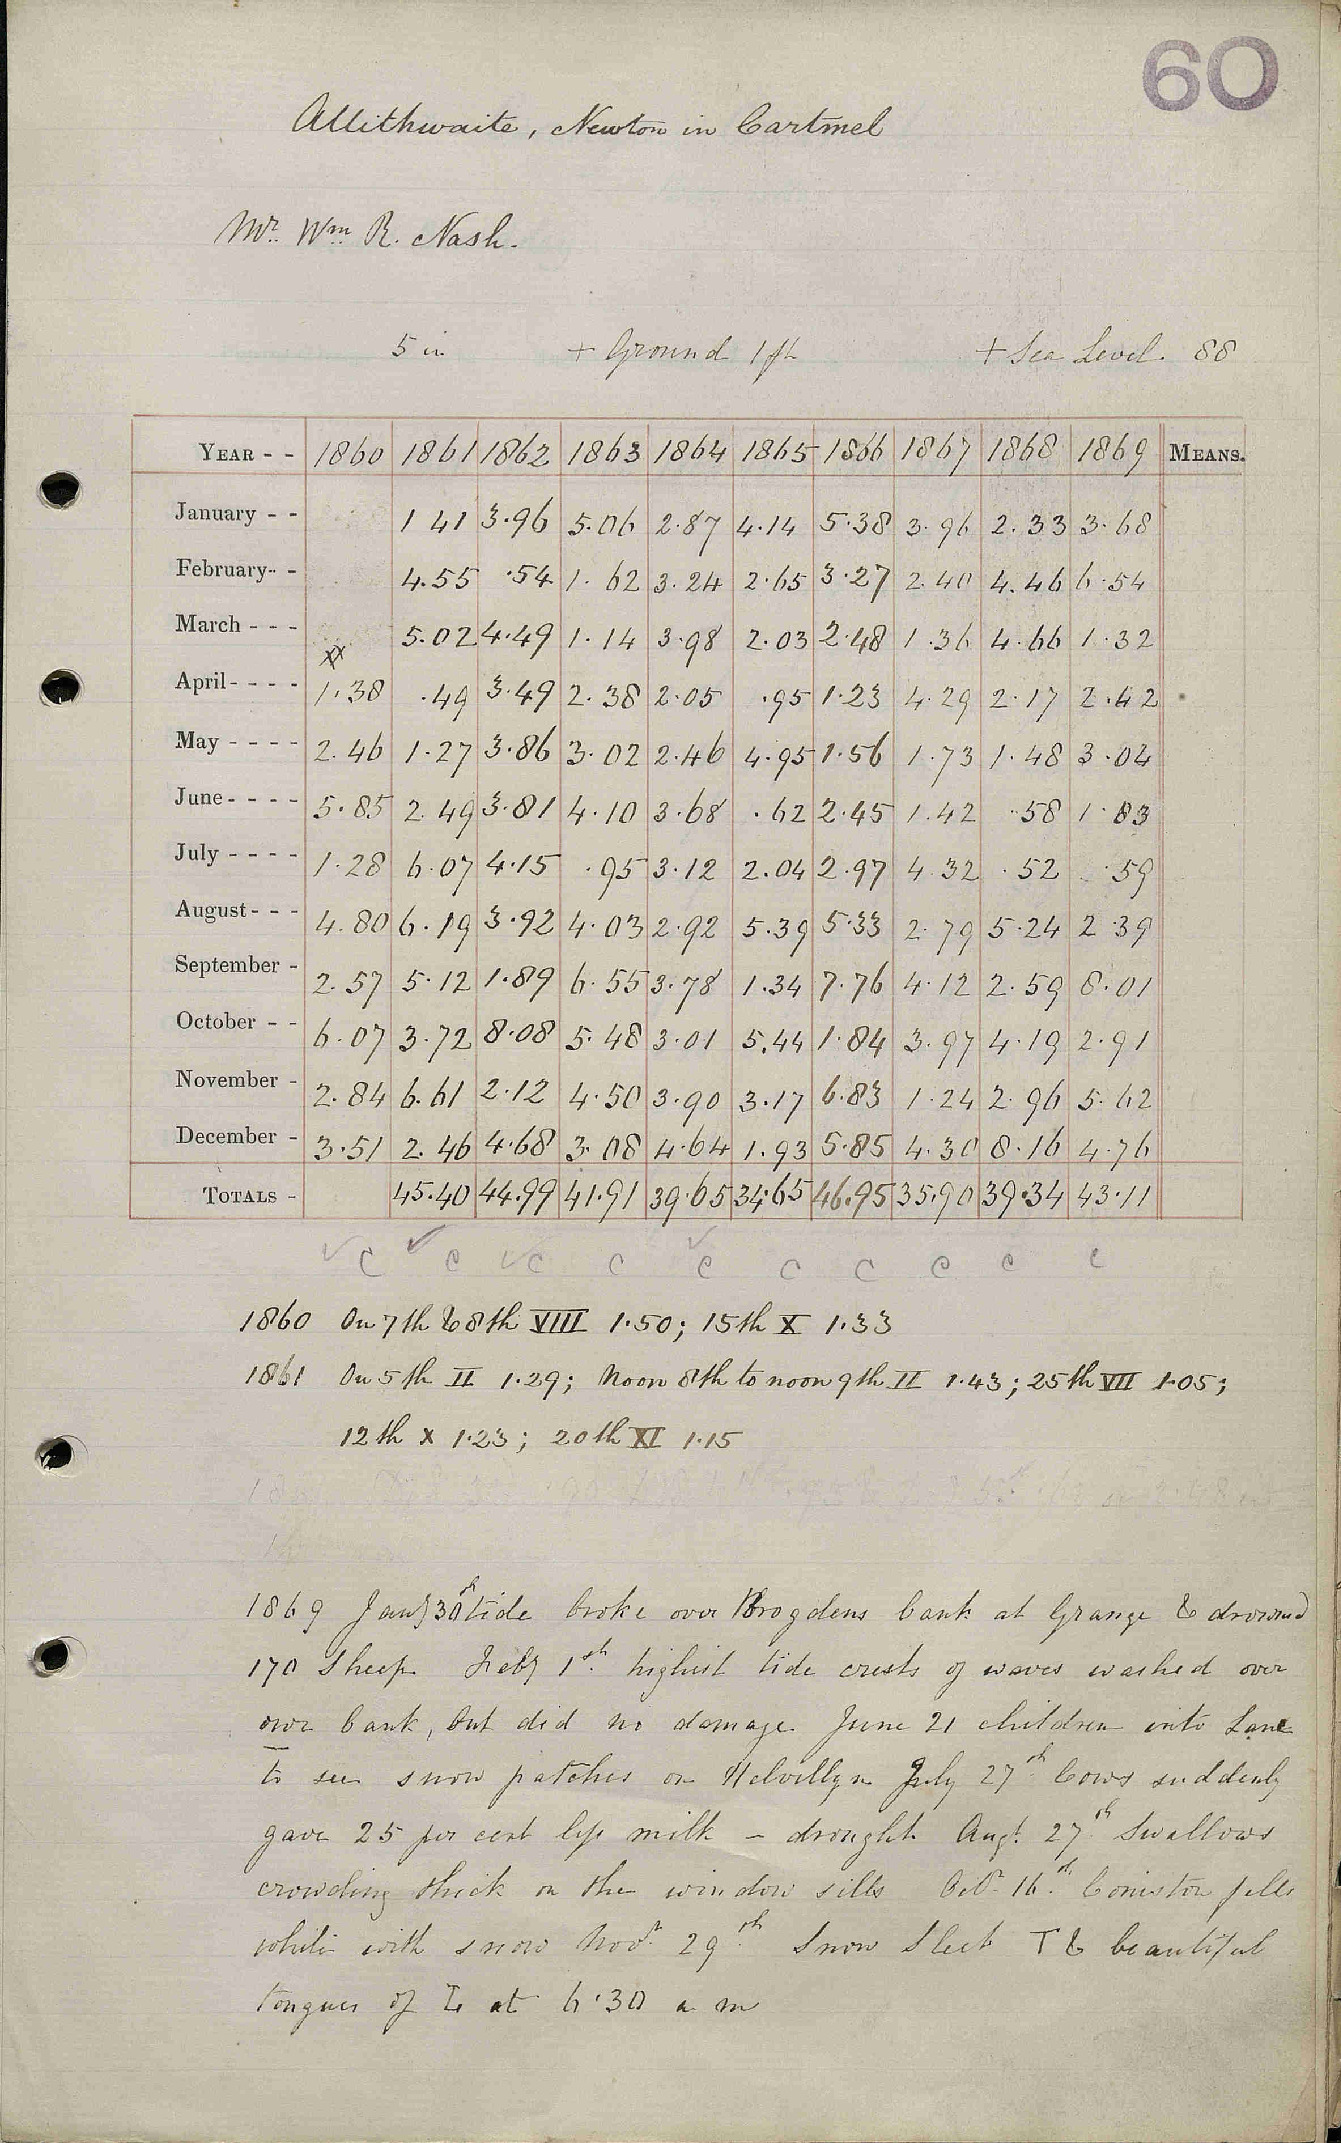 60
Allithwaite, Newton in Cartmel
Mr. Wm. R. Nash.
5 in + Ground 1 ft + Sea Level. 88
YEAR - - 1860 1861 1862 1863 1864 1865 1866 1867 1868 1869 MEANS.
January - - 1 41 3.96 5.06 2.87 4.14 5.38 3.96 2.33 3.68
February - - 4.55 .54 1.62 3.24 2.65 3.27 2.40 4.46 6.54
March - - - 5.02 4.49 1.14 3.98 2.03 2.48 1.36 4.66 1.32
xx
April - - - - 1.38 .49 3.49 2.38 2.05 .95 1.23 4.29 2.17 2.42
May - - - - 2.46 1.27 3.86 3.02 2.46 4.95 1.56 1.73 1.48 3.04
June - - - - 5.85 2.49 3.81 4.10 3.68 .62 2.45 1.42 .58 1.83
July - - - - 1.28 6.07 4.15 .95 3.12 2.04 2.97 4.32 .52 .59
August - - - 4.80 6.19 3.92 4.03 2.92 5.39 5.33 2.79 5.24 2.39
September - 2.57 5.12 1.89 6.55 3.78 1.34 7.76 4.12 2.59 8.01
October - - 6.07 3.72 8.08 5.48 3.01 5.44 1.84 3.97 4.19 2.91
November - 2.84 6.61 2.12 4.50 3.90 3.17 6.83 1.24 2.96 5.62
December - 3.51 2.46 4.68 3.08 4.64 1.93 5.85 4.30 8.16 4.76
TOTALS - 45.40 44.99 41.91 39.65 34.65 46.95 35.90 39.34 43.11
✓c ✓c ✓c c ✓c c c c c c
1860 On 7th & 8th VIII 1.50; 15th X 1.33
1861 On 5th II 1.29; Noon 8th to noon 9th II 1.43; 25th VII 1.05;
12th X 1.23; 20th XI 1.15
1869 Jany 30th tide broke over Brogdens bank at Grange & drowned
170 Sheep Feby 1st highest tide crests of waves washed over
our bank, but did no damage June 21 children into Lane
to see snow patches on Helvellyn July 27th Cows suddenly
gave 25 per cent less milk - drought Augt. 27th Swallows
crowding thick on the window sills Octr. 16th Coniston fells
white with snow Novr. 29th Snow Sleet T & beautiful
tongues of L at 6.30 a m